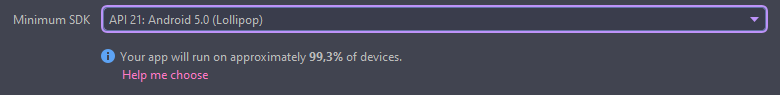 Minimum SDK API 21: Android 5.0 (Lollipop)
Your app will run on approximately 99,3% of devices.
Help me choose